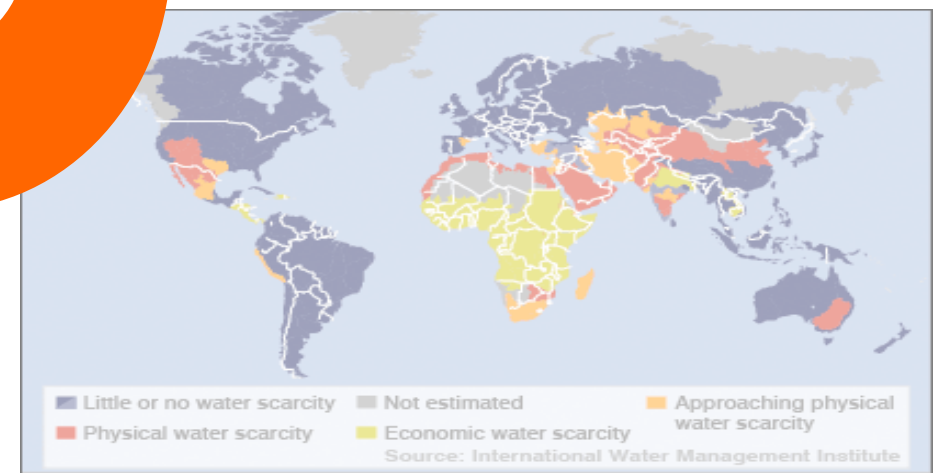 Little or no water scarcity
Not estimated
Approaching physical
water scarcity
Physical water scarcity
Economic water scarcity
Source: International Water Management Institute